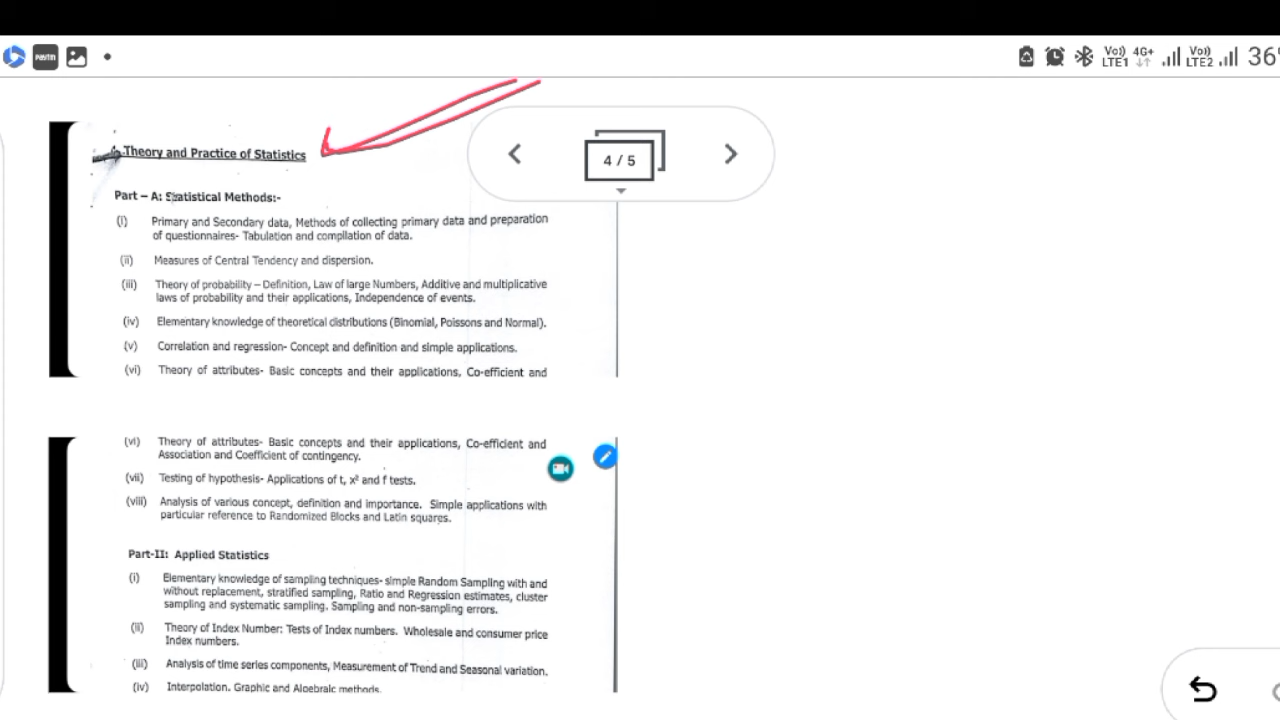 paytm
Vo)) LTE1 4G+ Vo)) LTE2 36%
Theory and Practice of Statistics
4 / 5
Part – A: Statistical Methods:-
(i) Primary and Secondary data, Methods of collecting primary data and preparation
of questionnaires- Tabulation and compilation of data.
(ii) Measures of Central Tendency and dispersion.
(iii) Theory of probability – Definition, Law of large Numbers, Additive and multiplicative
laws of probability and their applications, Independence of events.
(iv) Elementary knowledge of theoretical distributions (Binomial, Poissons and Normal).
(v) Correlation and regression- Concept and definition and simple applications.
(vi) Theory of attributes- Basic concepts and their applications, Co-efficient and
(vi) Theory of attributes- Basic concepts and their applications, Co-efficient and
Association and Coefficient of contingency.
(vii) Testing of hypothesis- Applications of t, x² and f tests.
(viii) Analysis of various concept, definition and importance. Simple applications with
particular reference to Randomized Blocks and Latin squares.
Part-II: Applied Statistics
(i) Elementary knowledge of sampling techniques- simple Random Sampling with and
without replacement, stratified sampling, Ratio and Regression estimates, cluster
sampling and systematic sampling. Sampling and non-sampling errors.
(ii) Theory of Index Number: Tests of Index numbers. Wholesale and consumer price
Index numbers.
(iii) Analysis of time series components, Measurement of Trend and Seasonal variation.
(iv) Interpolation. Graphic and Algebraic methods.